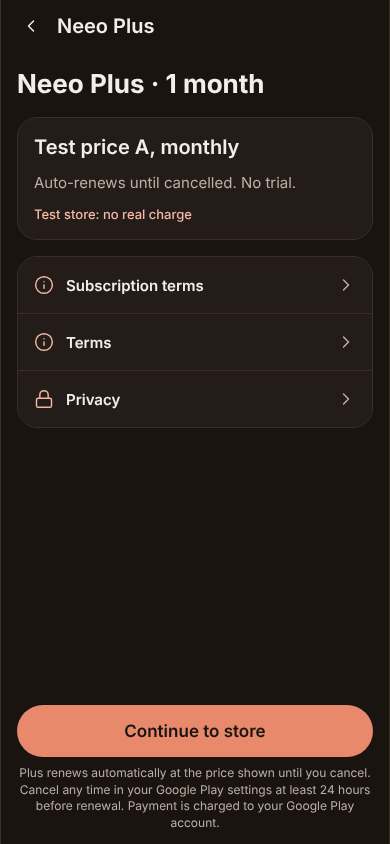 Neeo Plus
Neeo Plus · 1 month
Test price A, monthly
Auto-renews until cancelled. No trial.
Test store: no real charge
Subscription terms
Terms
Privacy
Continue to store
Plus renews automatically at the price shown until you cancel.
Cancel any time in your Google Play settings at least 24 hours
before renewal. Payment is charged to your Google Play
account.